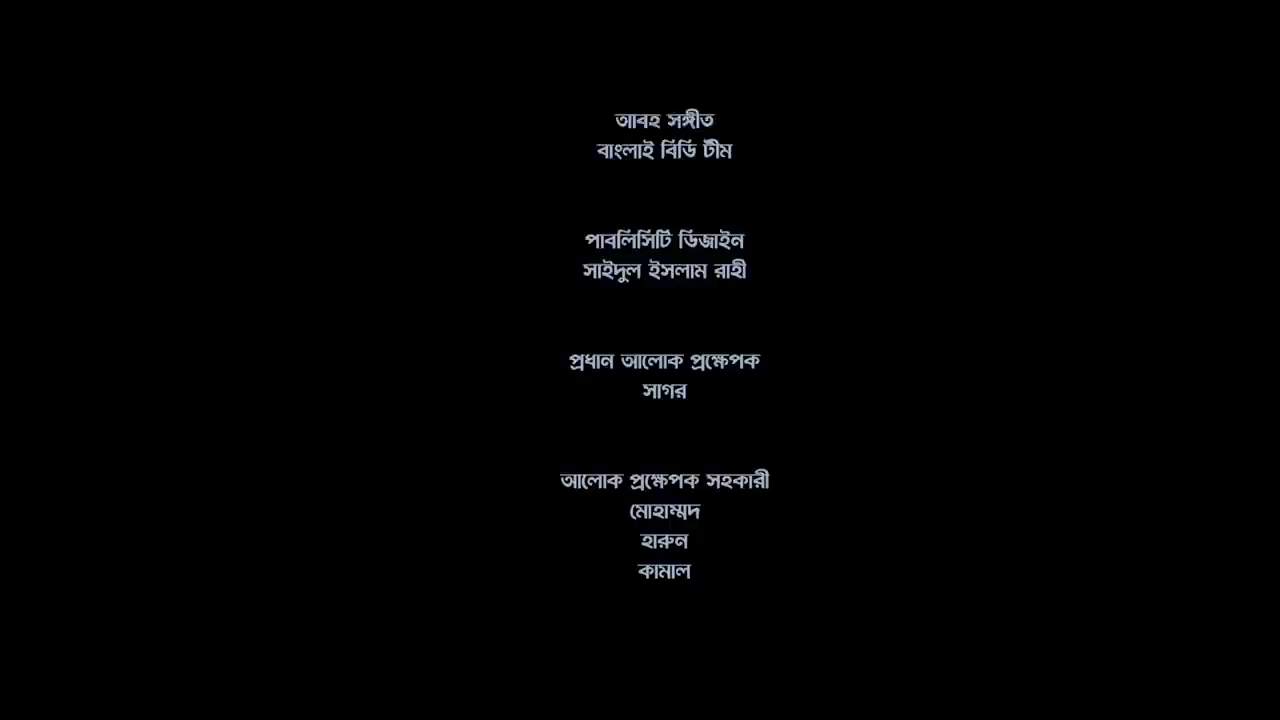 আবহ সঙ্গীত
বাংলাই বিডি টীম
পাবলিসিটি ডিজাইন
সাইদুল ইসলাম রাহী
প্রধান আলোক প্রক্ষেপক
সাগর
আলোক প্রক্ষেপক সহকারী
মোহাম্মদ
হারুন
কামাল